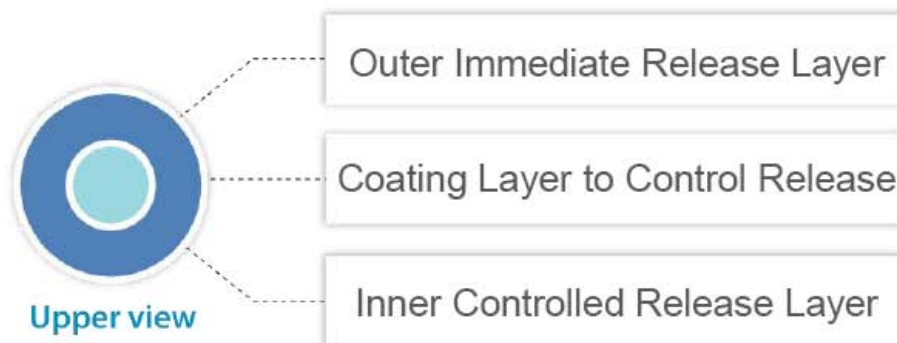 Outer Immediate Release Layer
Coating Layer to Control Release
Inner Controlled Release Layer
Upper view